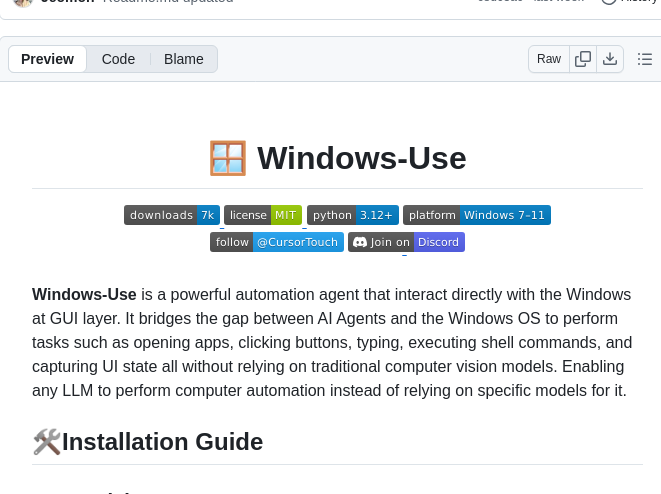 Preview Code Blame Raw
Windows-Use
downloads 7k license MIT python 3.12+ platform Windows 7–11
follow @CursorTouch Join on Discord
Windows-Use is a powerful automation agent that interact directly with the Windows
at GUI layer. It bridges the gap between AI Agents and the Windows OS to perform
tasks such as opening apps, clicking buttons, typing, executing shell commands, and
capturing UI state all without relying on traditional computer vision models. Enabling
any LLM to perform computer automation instead of relying on specific models for it.
Installation Guide